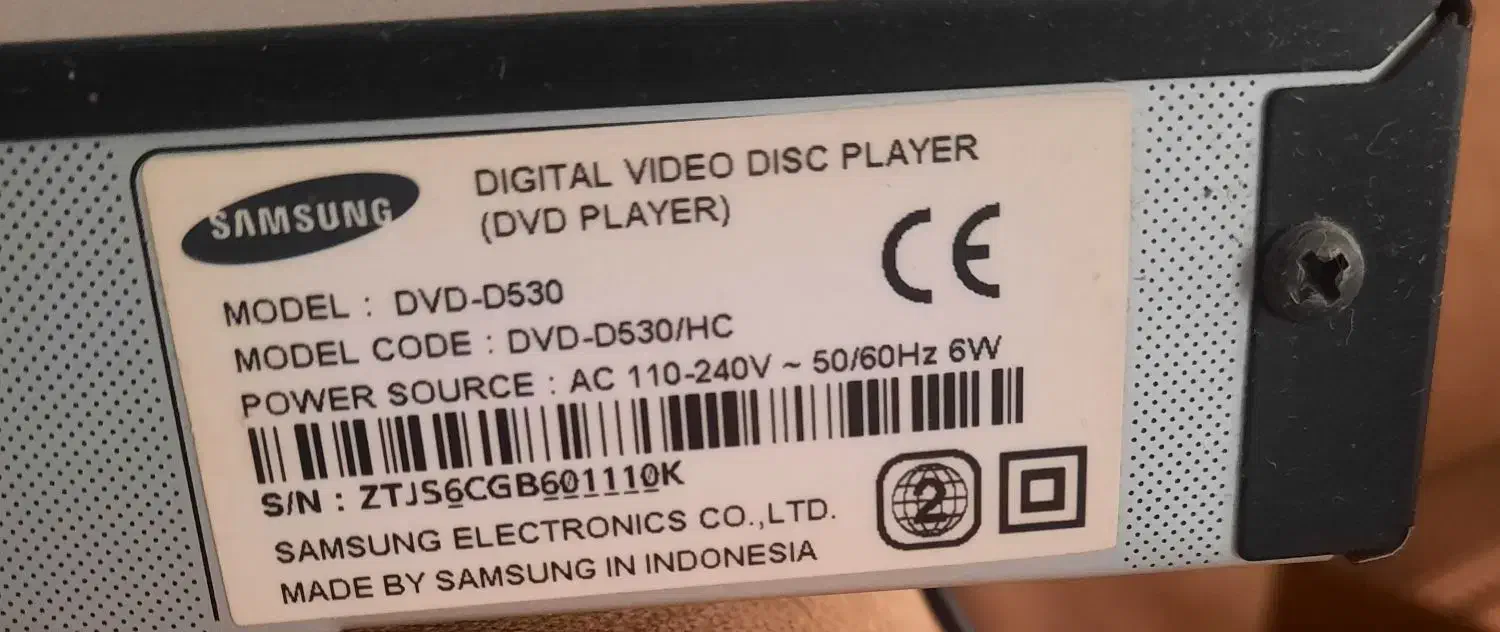 SAMSUNG
DIGITAL VIDEO DISC PLAYER
(DVD PLAYER)
CE
MODEL : DVD-D530
MODEL CODE : DVD-D530/HC
POWER SOURCE : AC 110-240V ~ 50/60Hz 6W
S/N : ZTJS6CGB601110K
2
SAMSUNG ELECTRONICS CO.,LTD.
MADE BY SAMSUNG IN INDONESIA